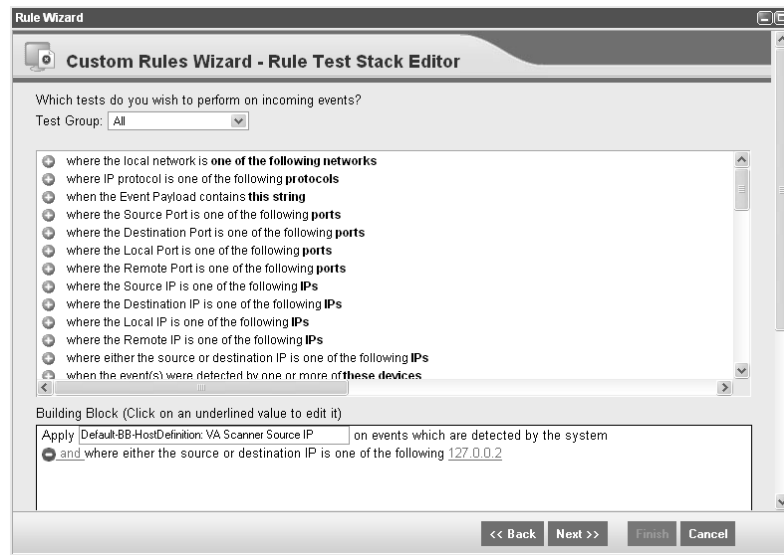 Rule Wizard
Custom Rules Wizard - Rule Test Stack Editor
Which tests do you wish to perform on incoming events?
Test Group: All
where the local network is one of the following networks
where IP protocol is one of the following protocols
when the Event Payload contains this string
where the Source Port is one of the following ports
where the Destination Port is one of the following ports
where the Local Port is one of the following ports
where the Remote Port is one of the following ports
where the Source IP is one of the following IPs
where the Destination IP is one of the following IPs
where the Local IP is one of the following IPs
where the Remote IP is one of the following IPs
where either the source or destination IP is one of the following IPs
when the event(s) were detected by one or more of these devices
Building Block (Click on an underlined value to edit it)
Apply Default-BB-HostDefinition: VA Scanner Source IP on events which are detected by the system
and where either the source or destination IP is one of the following 127.0.0.2
<< Back Next >> Finish Cancel